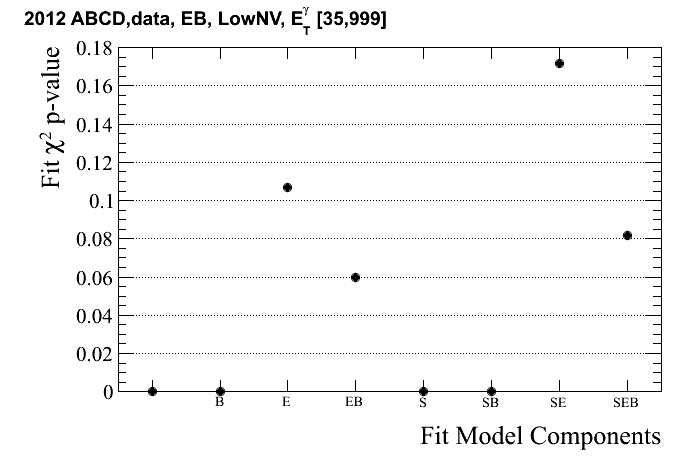 2012 ABCD,data, EB, LowNV, E_T^γ [35,999]
Fit χ² p-value
0.18
0.16
0.14
0.12
0.1
0.08
0.06
0.04
0.02
0
B E EB S SB SE SEB
Fit Model Components